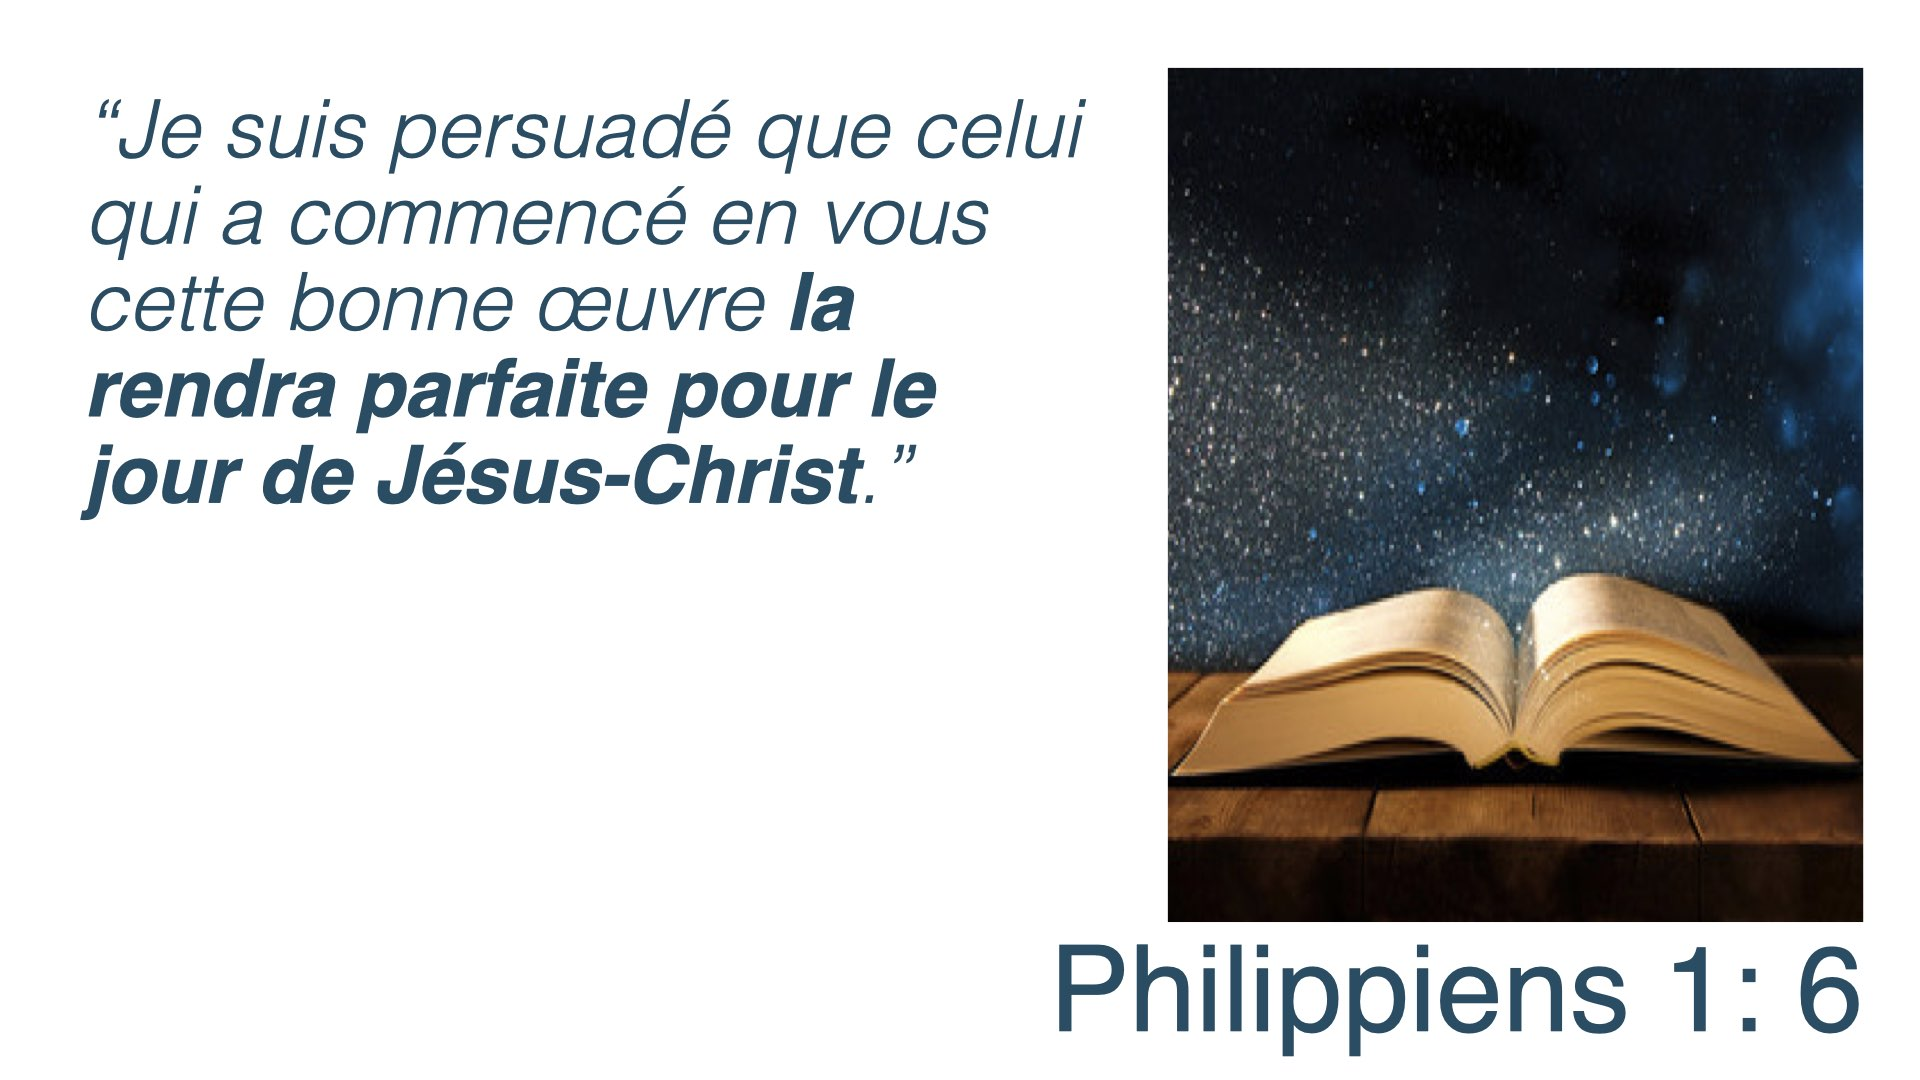 “Je suis persuadé que celui
qui a commencé en vous
cette bonne œuvre la
rendra parfaite pour le
jour de Jésus-Christ.”
Philippiens 1: 6